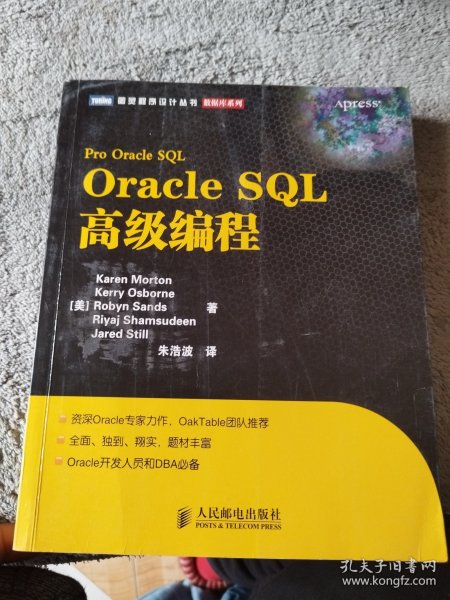 TURING 图灵程序设计丛书 数据库系列
Apress®
Pro Oracle SQL
Oracle SQL
高级编程
Karen Morton
Kerry Osborne
[美] Robyn Sands 著
Riyaj Shamsudeen
Jared Still
朱浩波 译
资深Oracle专家力作，OakTable团队推荐
全面、独到、翔实，题材丰富
Oracle开发人员和DBA必备
人民邮电出版社
POSTS & TELECOM PRESS
孔夫子旧书网
www.kongfz.com